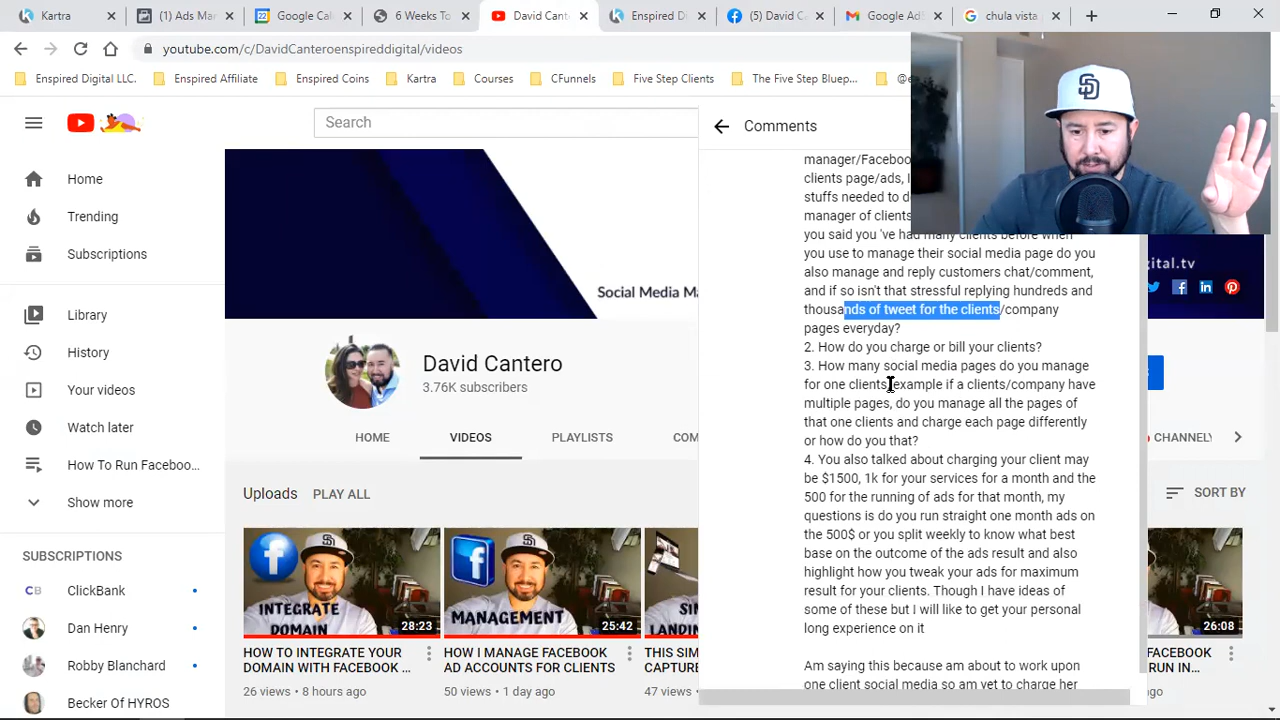 Kartra
(1) Ads Mar
Google Cal
6 Weeks To
David Cante
Enspired Di
(5) David C
Google AdS
chula vista
youtube.com/c/DavidCanteroenspireddigital/videos
Enspired Digital LLC.
Enspired Affiliate
Enspired Coins
Kartra
Courses
CFunnels
Five Step Clients
The Five Step Bluep...
@e
Search
Home
Trending
Subscriptions
Library
History
Your videos
Watch later
How To Run Faceboo...
Show more
SUBSCRIPTIONS
CB
ClickBank
Dan Henry
Robby Blanchard
Becker Of HYROS
Social Media Ma
gital.tv
David Cantero
3.76K subscribers
HOME
VIDEOS
PLAYLISTS
COM
CHANNELS
Uploads
PLAY ALL
SORT BY
INTEGRATE
DOMAIN
28:23
HOW TO INTEGRATE YOUR
DOMAIN WITH FACEBOOK
26 views • 8 hours ago
MANAGEMENT
25:42
HOW I MANAGE FACEBOOK
AD ACCOUNTS FOR CLIENTS
50 views • 1 day ago
SIM
LANDIN
THIS SIM
CAPTURE
47 views
26:08
FACEBOOK
RUN IN...
SD
Comments
manager/Facebook
clients page/ads, I
stuffs needed to d
manager of clients
you said you 've had many clients before when
you use to manage their social media page do you
also manage and reply customers chat/comment,
and if so isn't that stressful replying hundreds and
thousands of tweet for the clients/company
pages everyday?
2. How do you charge or bill your clients?
3. How many social media pages do you manage
for one clients, example if a clients/company have
multiple pages, do you manage all the pages of
that one clients and charge each page differently
or how do you that?
4. You also talked about charging your client may
be $1500, 1k for your services for a month and the
500 for the running of ads for that month, my
questions is do you run straight one month ads on
the 500$ or you split weekly to know what best
base on the outcome of the ads result and also
highlight how you tweak your ads for maximum
result for your clients. Though I have ideas of
some of these but I will like to get your personal
long experience on it
Am saying this because am about to work upon
one client social media so am yet to charge her